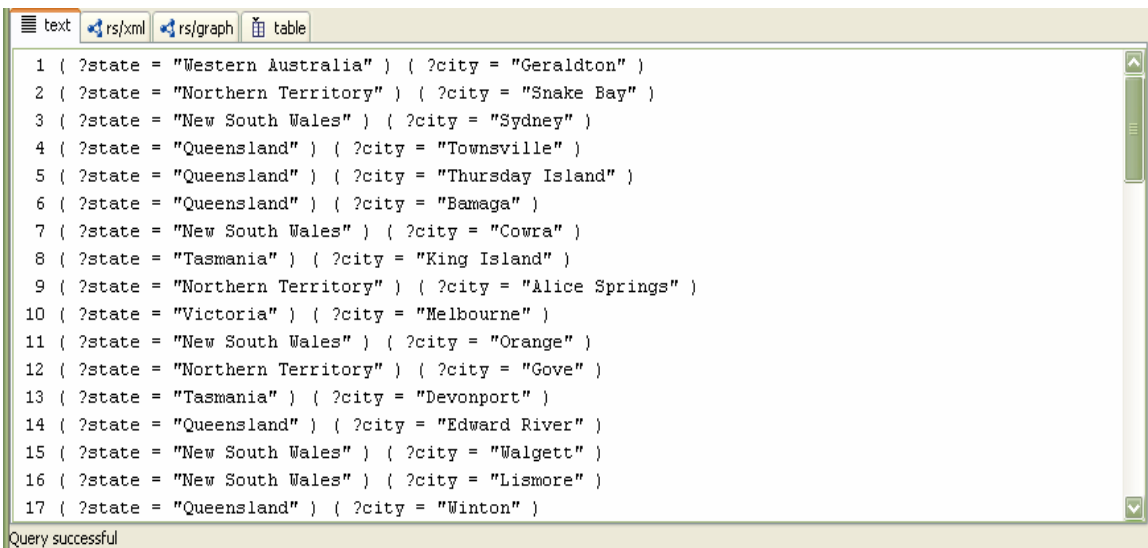 text rs/xml rs/graph table
1 ( ?state = "Western Australia" ) ( ?city = "Geraldton" )
2 ( ?state = "Northern Territory" ) ( ?city = "Snake Bay" )
3 ( ?state = "New South Wales" ) ( ?city = "Sydney" )
4 ( ?state = "Queensland" ) ( ?city = "Townsville" )
5 ( ?state = "Queensland" ) ( ?city = "Thursday Island" )
6 ( ?state = "Queensland" ) ( ?city = "Bamaga" )
7 ( ?state = "New South Wales" ) ( ?city = "Cowra" )
8 ( ?state = "Tasmania" ) ( ?city = "King Island" )
9 ( ?state = "Northern Territory" ) ( ?city = "Alice Springs" )
10 ( ?state = "Victoria" ) ( ?city = "Melbourne" )
11 ( ?state = "New South Wales" ) ( ?city = "Orange" )
12 ( ?state = "Northern Territory" ) ( ?city = "Gove" )
13 ( ?state = "Tasmania" ) ( ?city = "Devonport" )
14 ( ?state = "Queensland" ) ( ?city = "Edward River" )
15 ( ?state = "New South Wales" ) ( ?city = "Walgett" )
16 ( ?state = "New South Wales" ) ( ?city = "Lismore" )
17 ( ?state = "Queensland" ) ( ?city = "Winton" )
Query successful